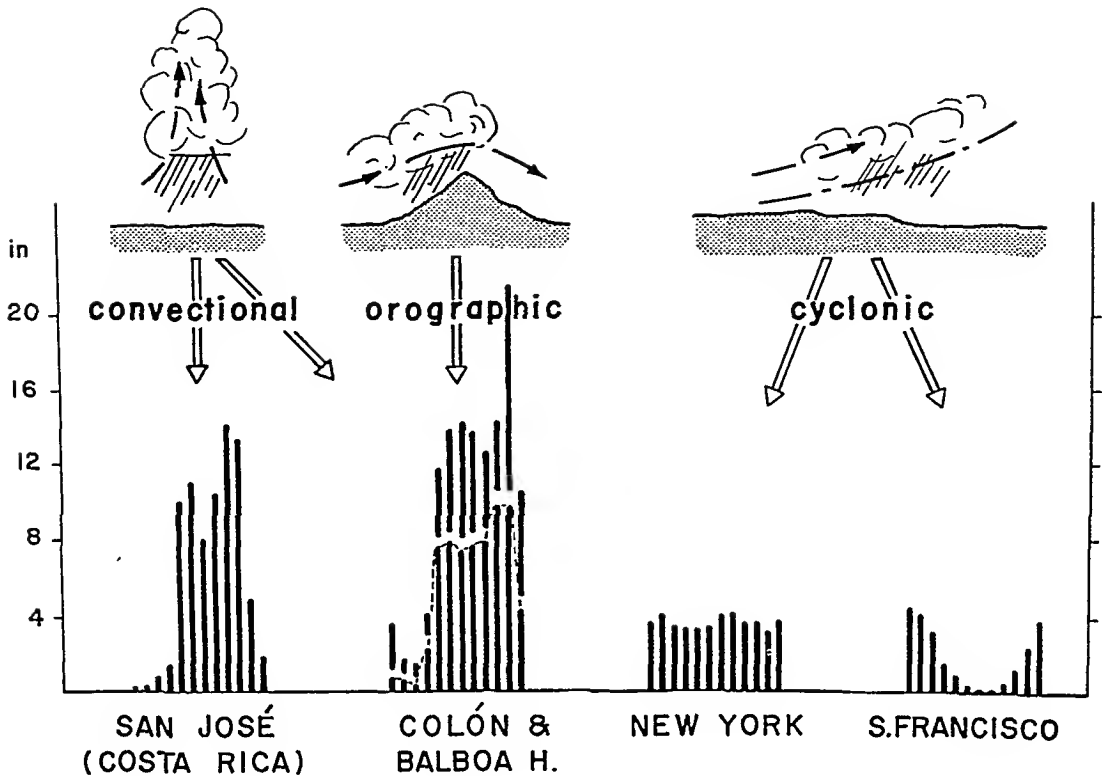 in
20
16
12
8
4
convectional
orographic
cyclonic
SAN JOSÉ
(COSTA RICA)
COLÓN &
BALBOA H.
NEW YORK
S.FRANCISCO